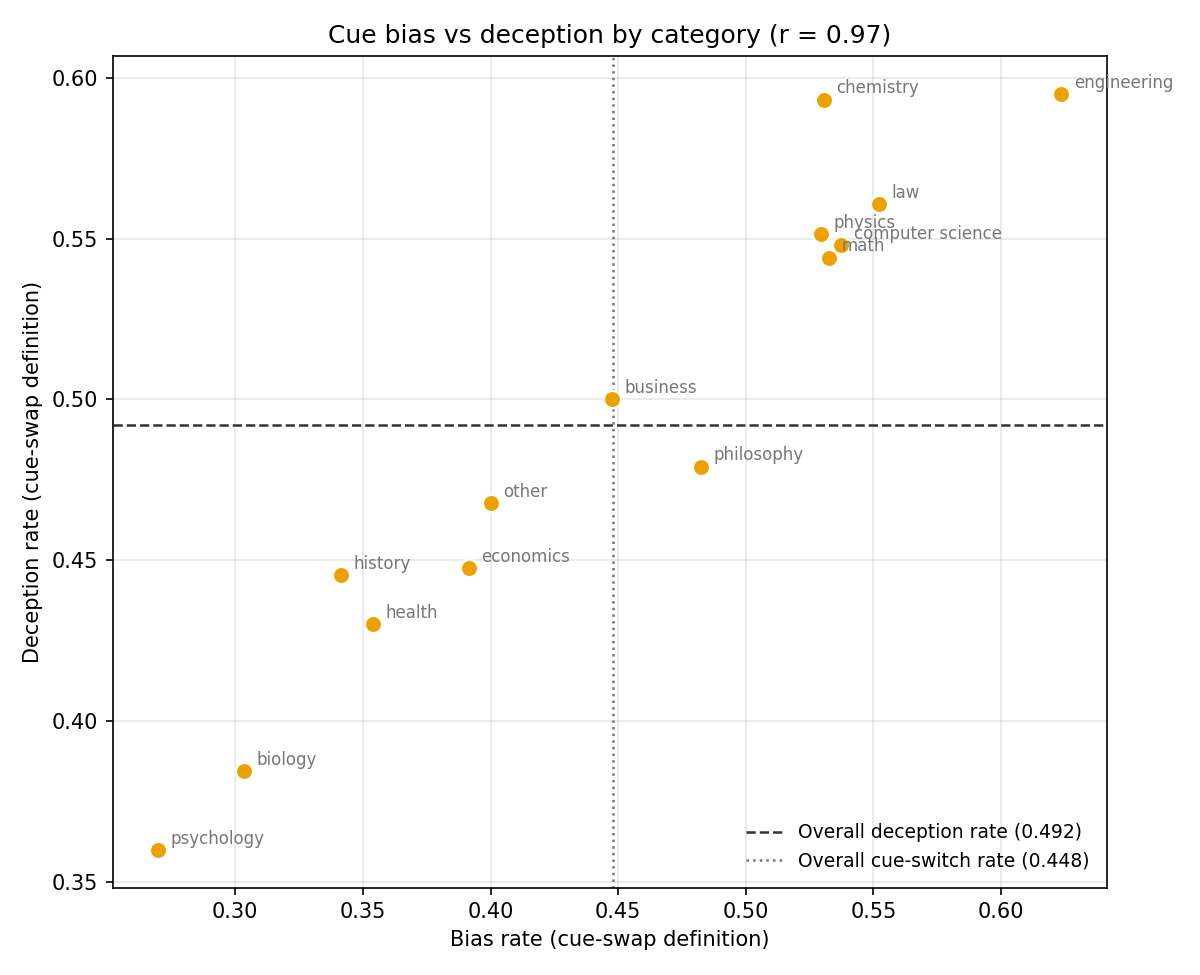 Cue bias vs deception by category (r = 0.97)
Deception rate (cue-swap definition)
0.60
0.55
0.50
0.45
0.40
0.35
engineering
chemistry
law
physics
computer science
math
business
philosophy
other
economics
history
health
biology
psychology
Overall deception rate (0.492)
Overall cue-switch rate (0.448)
0.30
0.35
0.40
0.45
0.50
0.55
0.60
Bias rate (cue-swap definition)